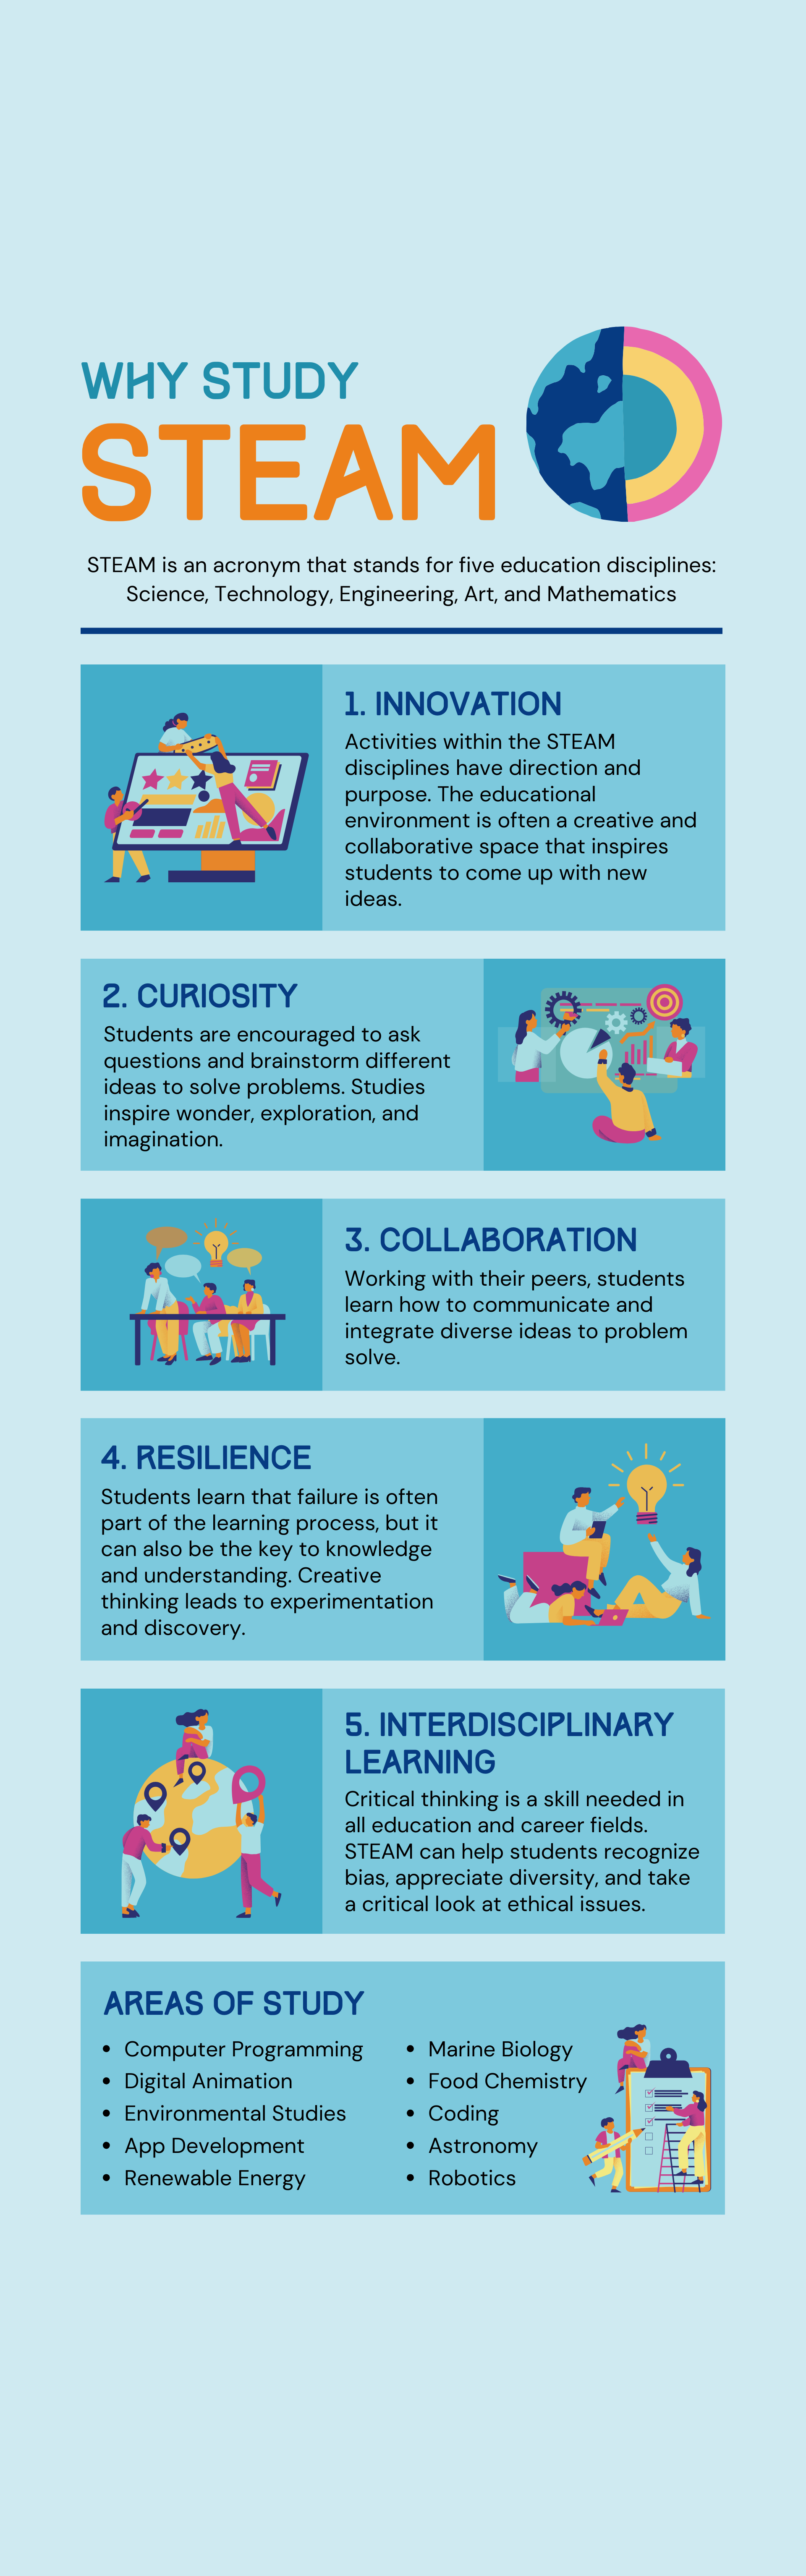 WHY STUDY
STEAM
STEAM is an acronym that stands for five education disciplines:
Science, Technology, Engineering, Art, and Mathematics
1. INNOVATION
Activities within the STEAM
disciplines have direction and
purpose. The educational
environment is often a creative and
collaborative space that inspires
students to come up with new
ideas.
2. CURIOSITY
Students are encouraged to ask
questions and brainstorm different
ideas to solve problems. Studies
inspire wonder, exploration, and
imagination.
3. COLLABORATION
Working with their peers, students
learn how to communicate and
integrate diverse ideas to problem
solve.
4. RESILIENCE
Students learn that failure is often
part of the learning process, but it
can also be the key to knowledge
and understanding. Creative
thinking leads to experimentation
and discovery.
5. INTERDISCIPLINARY
LEARNING
Critical thinking is a skill needed in
all education and career fields.
STEAM can help students recognize
bias, appreciate diversity, and take
a critical look at ethical issues.
AREAS OF STUDY
• Computer Programming
• Digital Animation
• Environmental Studies
• App Development
• Renewable Energy
• Marine Biology
• Food Chemistry
• Coding
• Astronomy
• Robotics